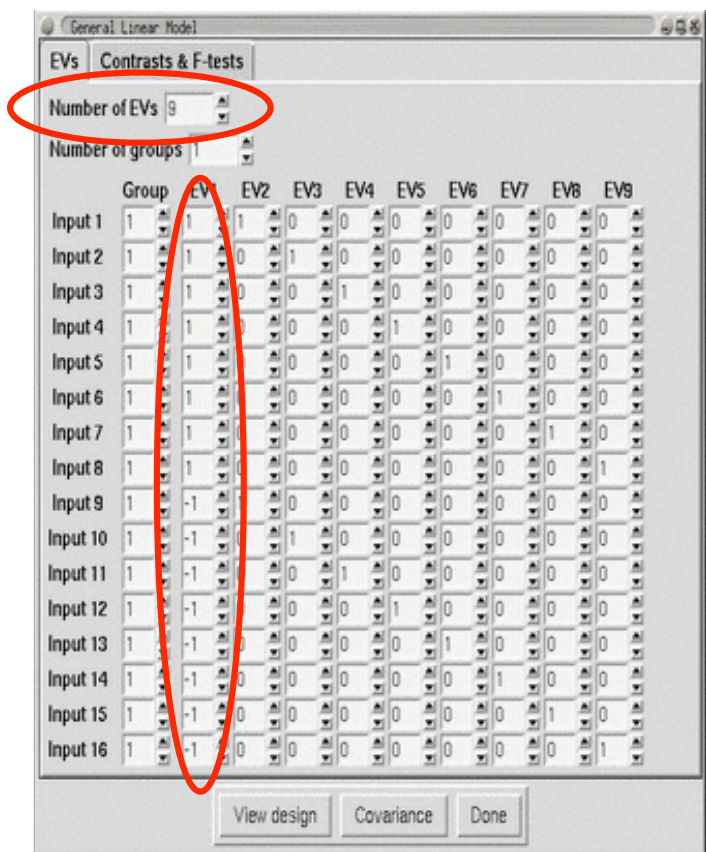 General Linear Model
EVs Contrasts & F-tests
Number of EVs 9
Number of groups 1
Group EV1 EV2 EV3 EV4 EV5 EV6 EV7 EV8 EV9
Input 1 1 1 1 0 0 0 0 0 0 0
Input 2 1 1 0 1 0 0 0 0 0 0
Input 3 1 1 0 0 1 0 0 0 0 0
Input 4 1 1 0 0 0 1 0 0 0 0
Input 5 1 1 0 0 0 0 1 0 0 0
Input 6 1 1 0 0 0 0 0 1 0 0
Input 7 1 1 0 0 0 0 0 0 1 0
Input 8 1 1 0 0 0 0 0 0 0 1
Input 9 1 -1 1 0 0 0 0 0 0 0
Input 10 1 -1 0 1 0 0 0 0 0 0
Input 11 1 -1 0 0 1 0 0 0 0 0
Input 12 1 -1 0 0 0 1 0 0 0 0
Input 13 1 -1 0 0 0 0 1 0 0 0
Input 14 1 -1 0 0 0 0 0 1 0 0
Input 15 1 -1 0 0 0 0 0 0 1 0
Input 16 1 -1 0 0 0 0 0 0 0 1
View design Covariance Done